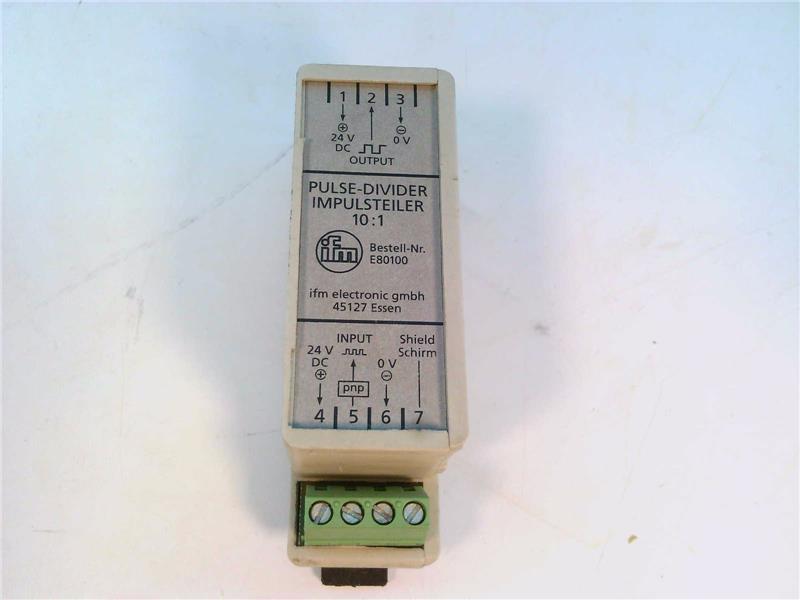 1 2 3
24 V
DC
0 V
OUTPUT
PULSE-DIVIDER
IMPULSTEILER
10:1
ifm
Bestell-Nr.
E80100
ifm electronic gmbh
45127 Essen
INPUT
Shield
Schirm
24 V
DC
0 V
pnp
4 5 6 7